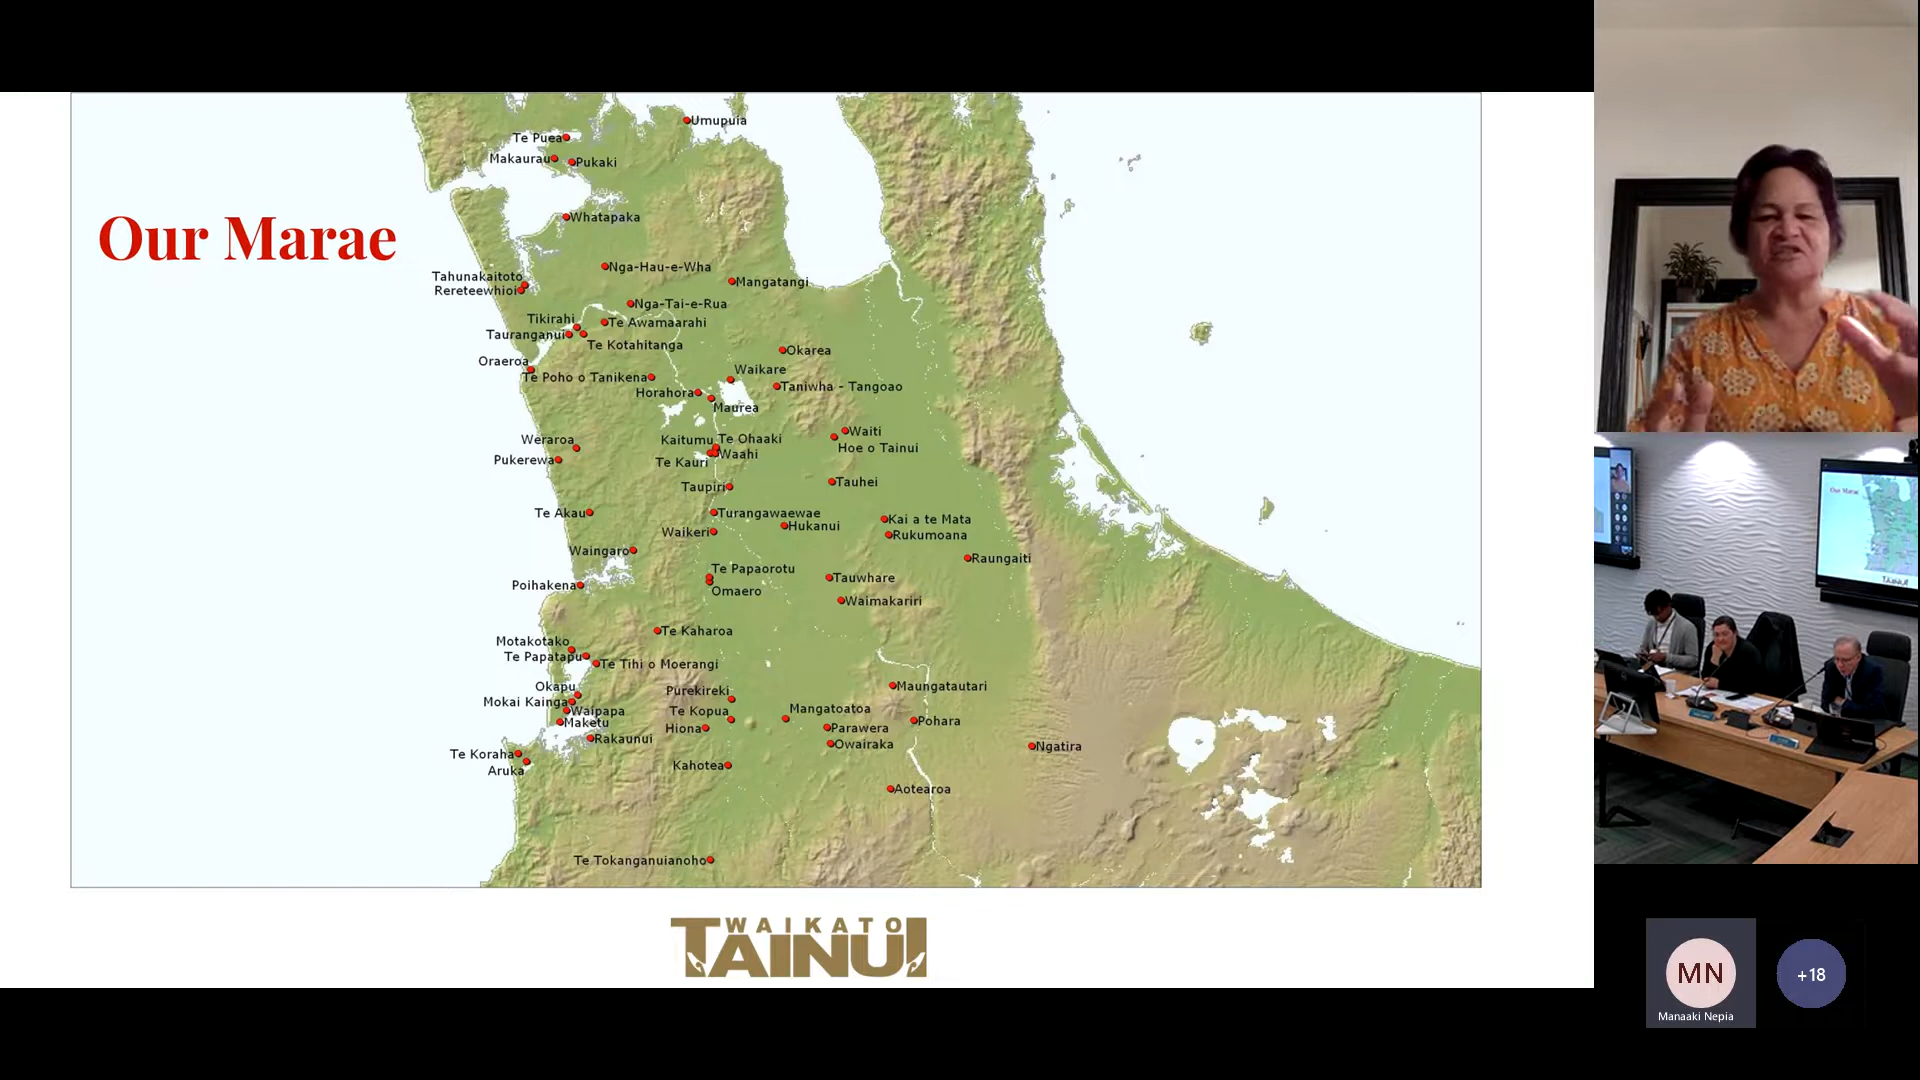 Our Marae
Umupuia
Te Puea
Makaurau
Pukaki
Whatapaka
Nga-Hau-e-Wha
Tahunakaitoto
Mangatangi
Rereteewhioi
Nga-Tai-e-Rua
Tikirahi
Te Awamaarahi
Tauranganui
Te Kotahitanga
Okarea
Oraeroa
Waikare
Te Poho o Tanikena
Taniwha - Tangoao
Horahora
Maurea
Waiti
Weraroa
Kaitumu
Te Ohaaki
Hoe o Tainui
Waahi
Pukerewa
Te Kauri
Tauhei
Taupiri
Te Akau
Turangawaewae
Kai a te Mata
Hukanui
Waikeri
Rukumoana
Waingaro
Raungaiti
Te Papaorotu
Tauwhare
Poihakena
Omaero
Waimakariri
Te Kaharoa
Motakotako
Te Papatapu
Te Tihi o Moerangi
Okapu
Purekireki
Maungatautari
Mokai Kainga
Waipapa
Te Kopua
Mangatoatoa
Maketu
Hiona
Parawera
Pohara
Rakaunui
Owairaka
Ngatira
Te Koraha
Kahotea
Aruka
Aotearoa
Te Tokanganuianoho
WAIKATO
TAINUI
Our Marae
TAINUI
MN
+18
Manaaki Nepia